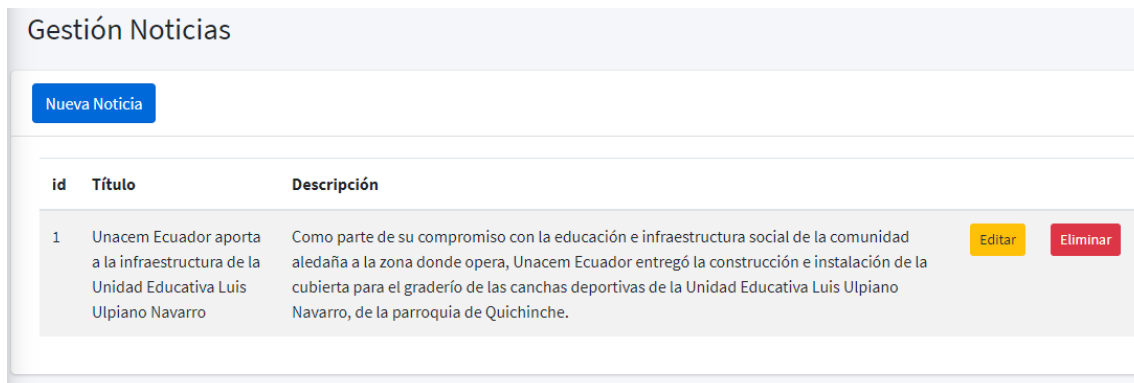 Gestión Noticias
Nueva Noticia
id Título Descripción
1 Unacem Ecuador aporta a la infraestructura de la Unidad Educativa Luis Ulpiano Navarro
Como parte de su compromiso con la educación e infraestructura social de la comunidad
aledaña a la zona donde opera, Unacem Ecuador entregó la construcción e instalación de la
cubierta para el graderío de las canchas deportivas de la Unidad Educativa Luis Ulpiano
Navarro, de la parroquia de Quichinche.
Editar Eliminar